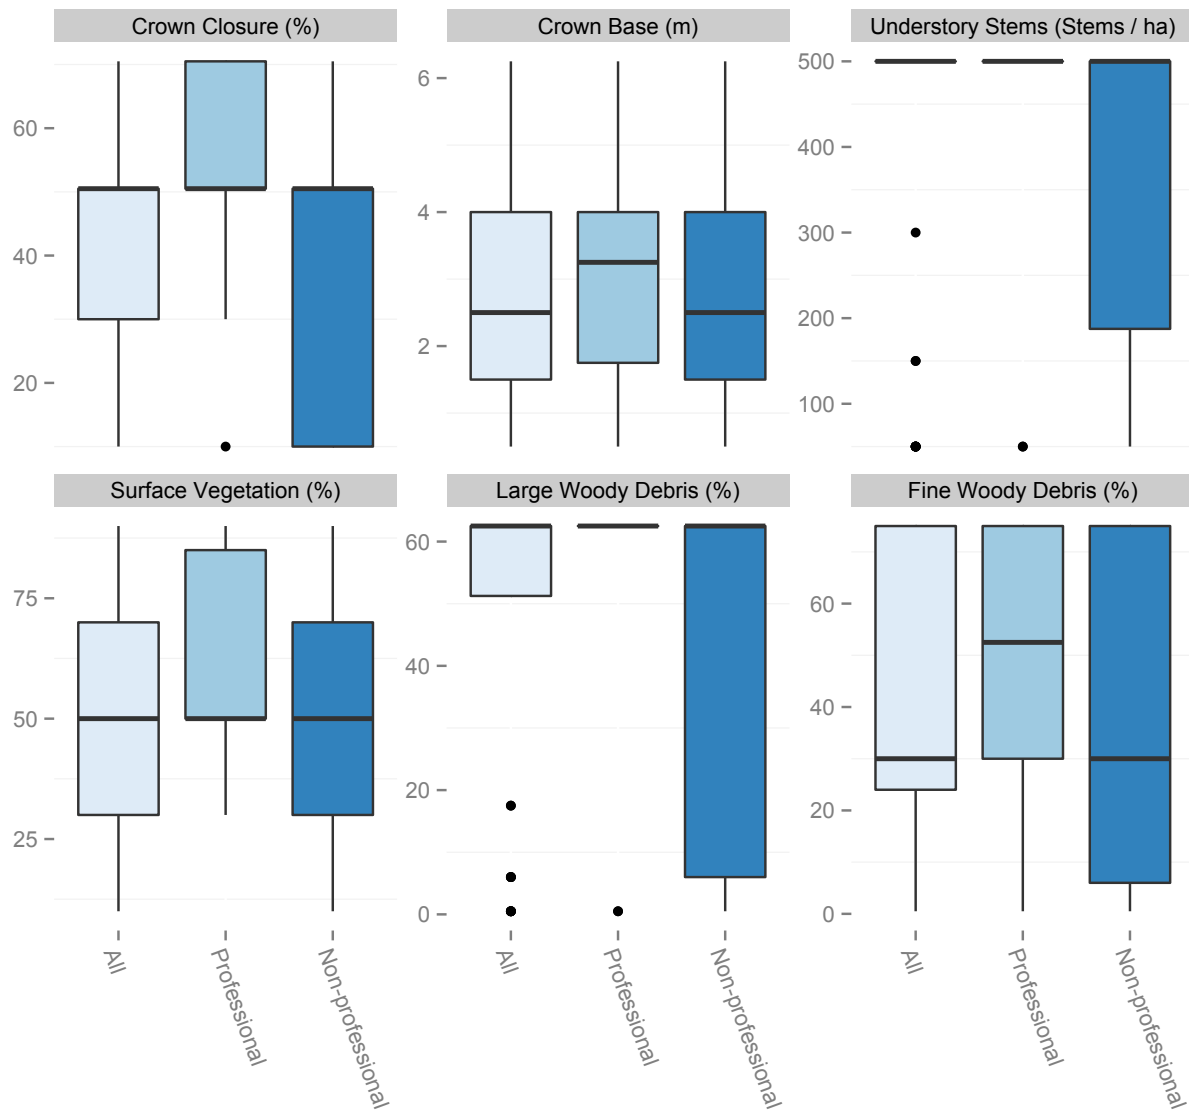 Crown Closure (%)
Crown Base (m)
Understory Stems (Stems / ha)
60
40
20
6
4
2
500
400
300
200
100
Surface Vegetation (%)
Large Woody Debris (%)
Fine Woody Debris (%)
75
50
25
60
40
20
0
60
40
20
0
All
Professional
Non-professional
All
Professional
Non-professional
All
Professional
Non-professional